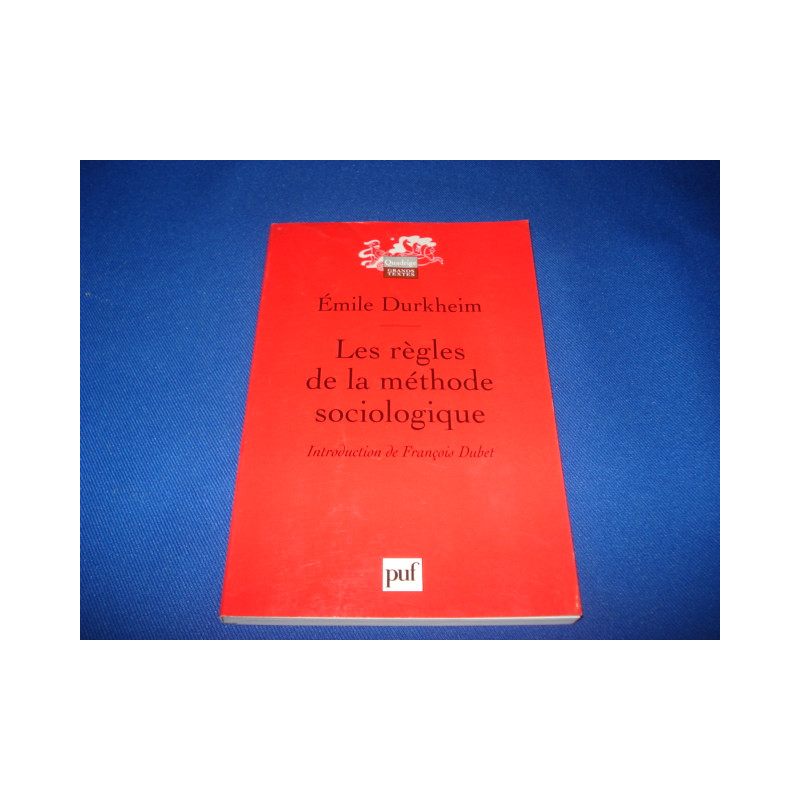 Quadrige
GRANDS
TEXTES
Émile Durkheim
Les règles
de la méthode
sociologique
Introduction de François Dubet
puf